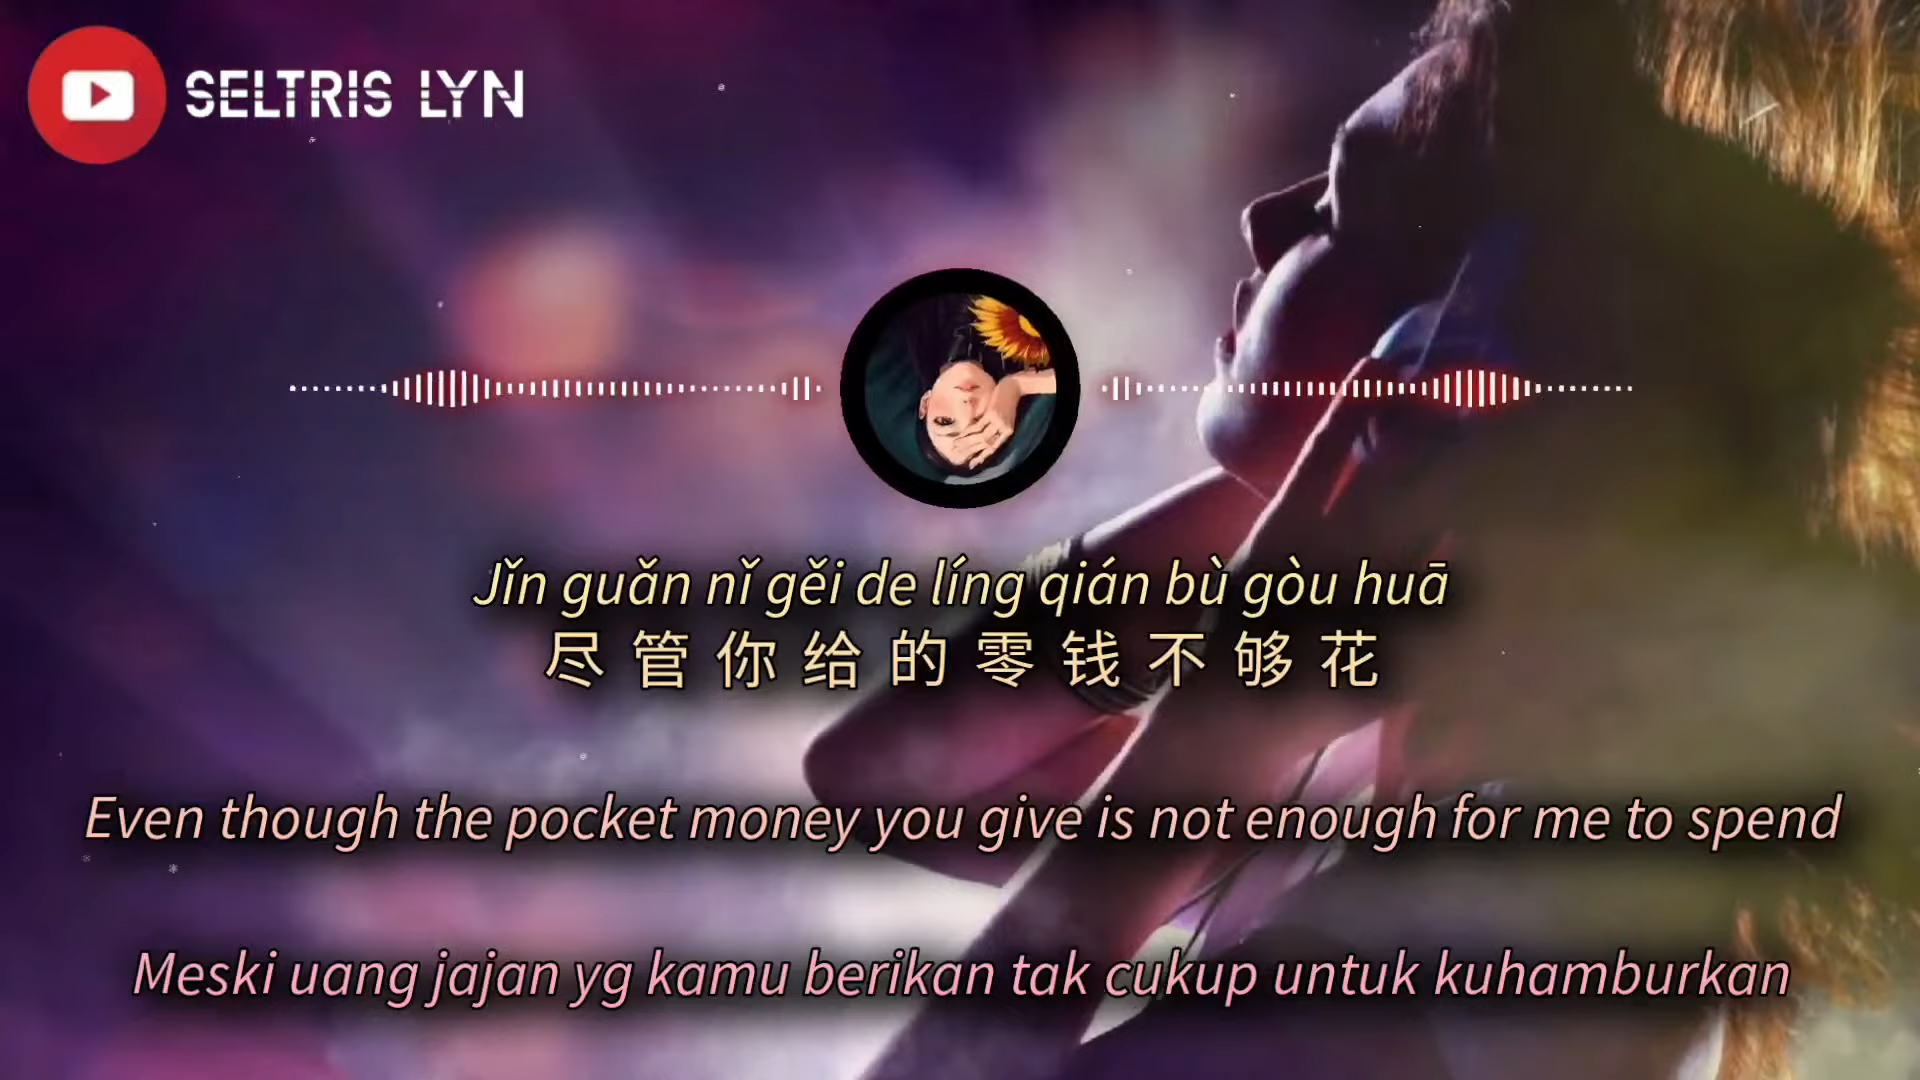 SELTRIS LYN
Jǐn guǎn nǐ gěi de líng qián bù gòu huā
尽管你给的零钱不够花
Even though the pocket money you give is not enough for me to spend
Meski uang jajan yg kamu berikan tak cukup untuk kuhamburkan